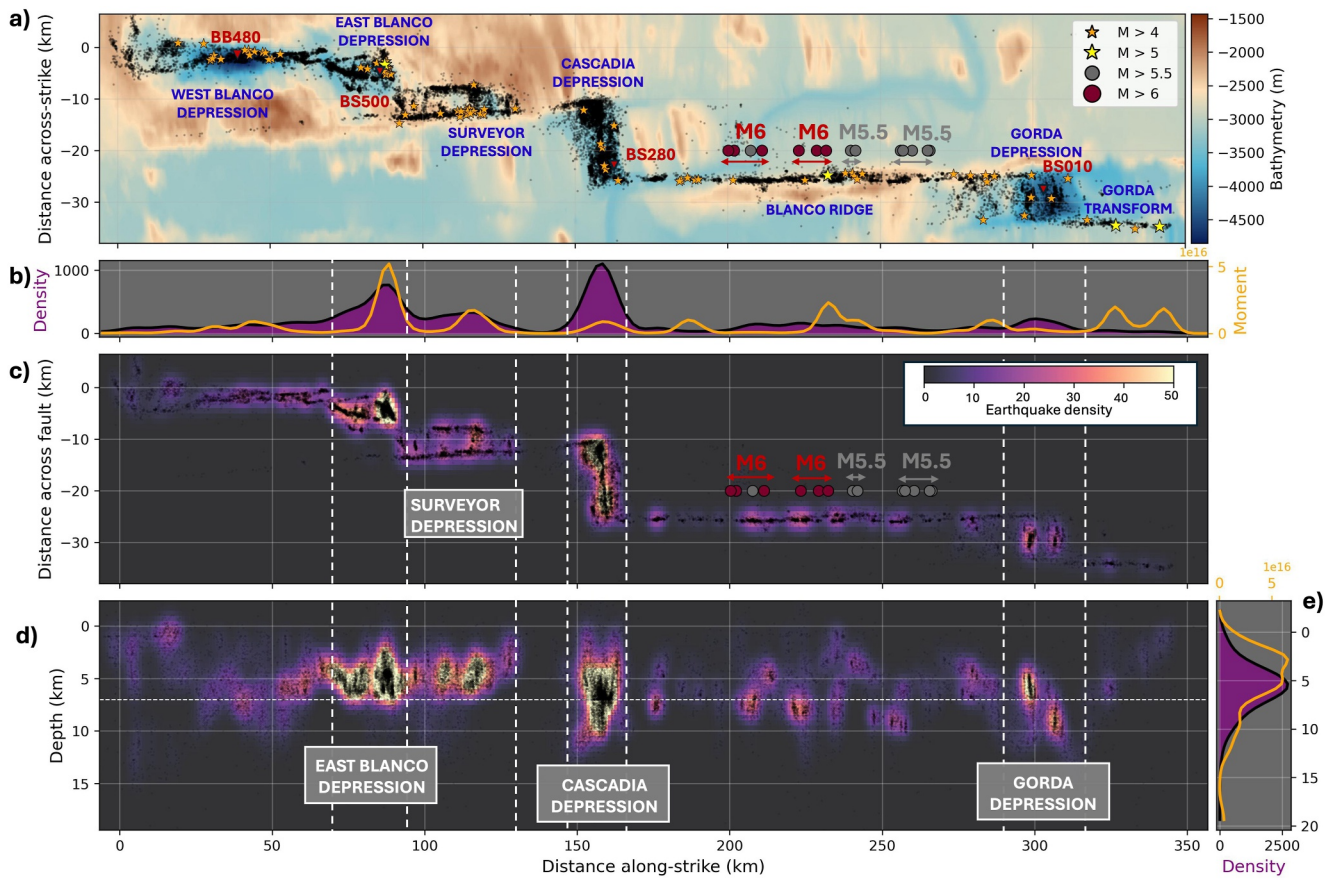 a)
Distance across-strike (km)
0
−10
−20
−30
BB480
EAST BLANCO
DEPRESSION
WEST BLANCO
DEPRESSION
BS500
SURVEYOR
DEPRESSION
CASCADIA
DEPRESSION
BS280
M6
M6
M5.5
M5.5
BLANCO RIDGE
GORDA
DEPRESSION
BS010
GORDA
TRANSFORM
M > 4
M > 5
M > 5.5
M > 6
−1500
−2000
−2500
−3000
−3500
−4000
−4500
Bathymetry (m)
b)
Density
1000
0
1e16
5
0
Moment
c)
Distance across fault (km)
0
−10
−20
−30
SURVEYOR
DEPRESSION
M6
M6
M5.5
M5.5
0 10 20 30 40 50
Earthquake density
d)
Depth (km)
0
5
10
15
EAST BLANCO
DEPRESSION
CASCADIA
DEPRESSION
GORDA
DEPRESSION
0 50 100 150 200 250 300 350
Distance along-strike (km)
e)
1e16
0 5
0
5
10
15
20
0 2500
Density